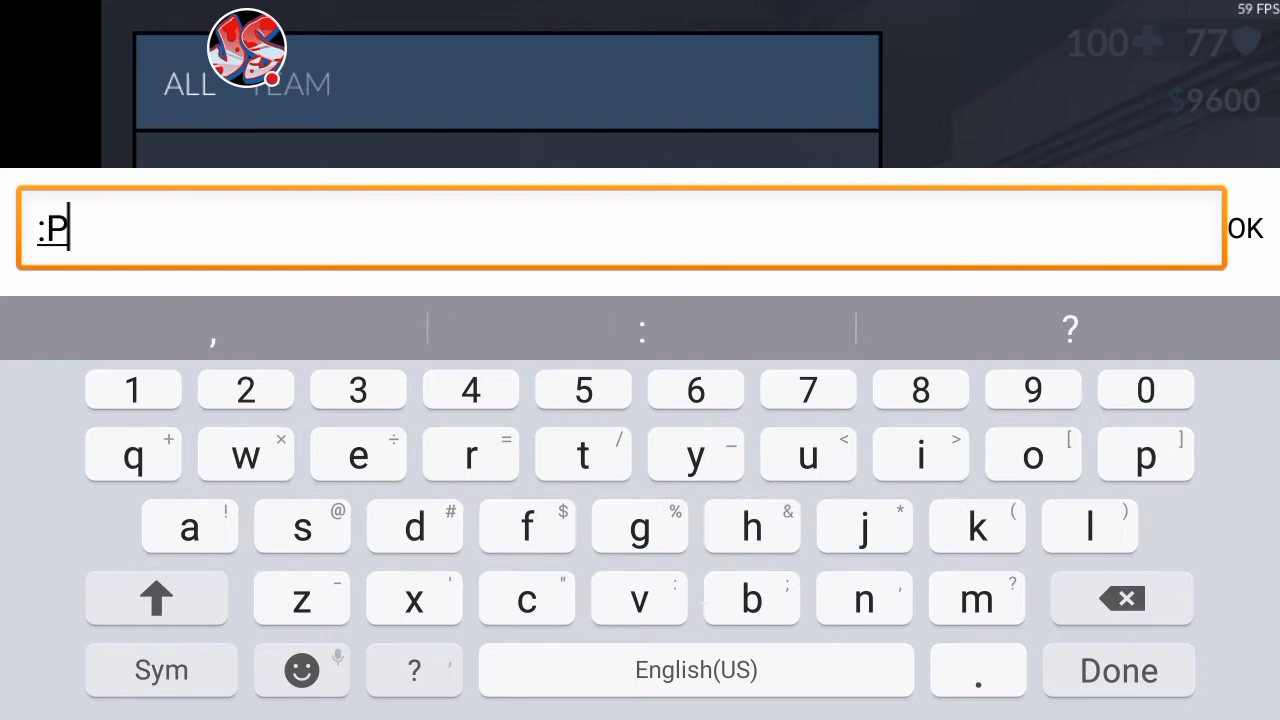 59 FPS
100 77
$9600
ALL TEAM
JS
:P
OK
, : ?
1 2 3 4 5 6 7 8 9 0
q + w × e ÷ r = t / y _ u < i > o [ p ]
a ! s @ d # f $ g % h & j * k ( l )
z - x ' c " v : b ; n , m ?
Sym ? , English(US) . Done